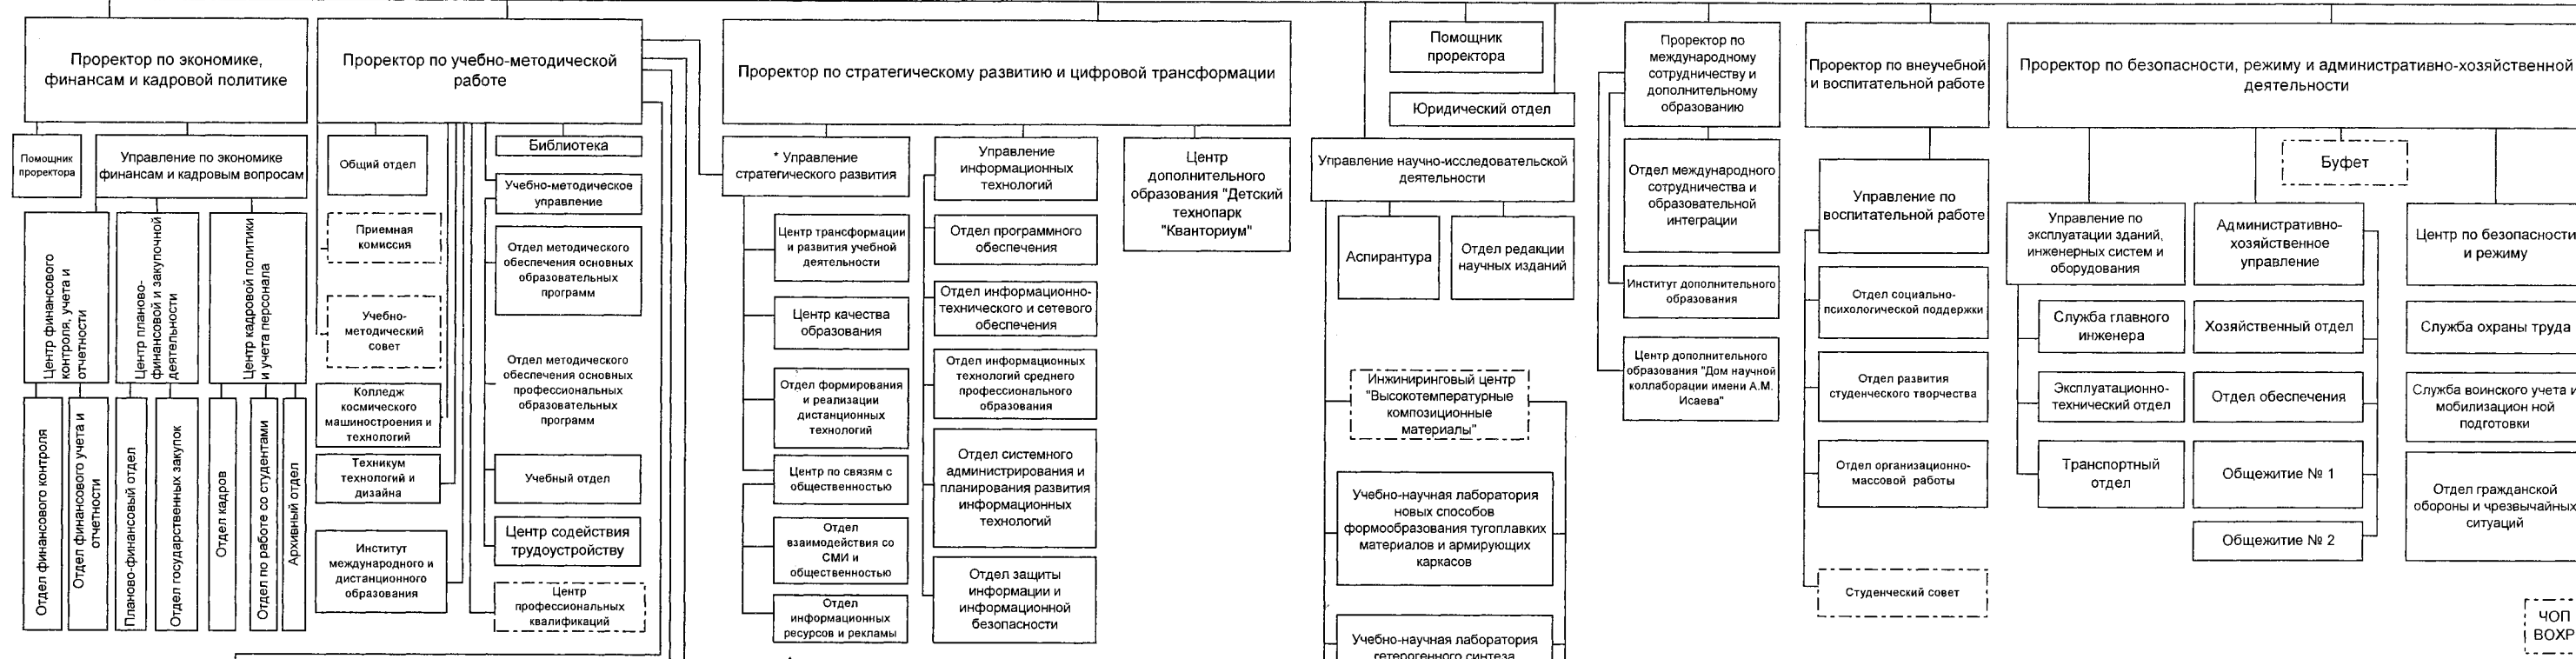 Проректор по экономике,
финансам и кадровой политике
Помощник
проректора
Управление по экономике
финансам и кадровым вопросам
Центр финансового
контроля, учета и
отчетности
Центр планово-
финансовой и закупочной
деятельности
Центр кадровой политики
и учета персонала
Отдел финансового контроля
Отдел финансового учета и
отчетности
Планово-финансовый отдел
Отдел государственных закупок
Отдел кадров
Отдел по работе со студентами
Архивный отдел
Проректор по учебно-методической
работе
Общий отдел
Приемная
комиссия
Учебно-
методический
совет
Колледж
космического
машиностроения и
технологий
Техникум
технологий и
дизайна
Институт
международного и
дистанционного
образования
Библиотека
Учебно-методическое
управление
Отдел методического
обеспечения основных
образовательных
программ
Отдел методического
обеспечения основных
профессиональных
образовательных
программ
Учебный отдел
Центр содействия
трудоустройству
Центр
профессиональных
квалификаций
Проректор по стратегическому развитию и цифровой трансформации
* Управление
стратегического развития
Центр трансформации
и развития учебной
деятельности
Центр качества
образования
Отдел формирования
и реализации
дистанционных
технологий
Центр по связям с
общественностью
Отдел
взаимодействия со
СМИ и
общественностью
Отдел
информационных
ресурсов и рекламы
Управление
информационных
технологий
Отдел программного
обеспечения
Отдел информационно-
технического и сетевого
обеспечения
Отдел информационных
технологий среднего
профессионального
образования
Отдел системного
администрирования и
планирования развития
информационных
технологий
Отдел защиты
информации и
информационной
безопасности
Центр
дополнительного
образования "Детский
технопарк
"Кванториум"
Помощник
проректора
Юридический отдел
Управление научно-исследовательской
деятельности
Аспирантура
Отдел редакции
научных изданий
Инжиниринговый центр
"Высокотемпературные
композиционные
материалы"
Учебно-научная лаборатория
новых способов
формообразования тугоплавких
материалов и армирующих
каркасов
Учебно-научная лаборатория
гетерогенного синтеза
Проректор по
международному
сотрудничеству и
дополнительному
образованию
Отдел международного
сотрудничества и
образовательной
интеграции
Институт дополнительного
образования
Центр дополнительного
образования "Дом научной
коллаборации имени А.М.
Исаева"
Проректор по внеучебной
и воспитательной работе
Управление по
воспитательной работе
Отдел социально-
психологической поддержки
Отдел развития
студенческого творчества
Отдел организационно-
массовой работы
Студенческий совет
Проректор по безопасности, режиму и административно-хозяйственной
деятельности
Буфет
Управление по
эксплуатации зданий,
инженерных систем и
оборудования
Служба главного
инженера
Эксплуатационно-
технический отдел
Транспортный
отдел
Административно-
хозяйственное
управление
Хозяйственный отдел
Отдел обеспечения
Общежитие № 1
Общежитие № 2
Центр по безопасности
и режиму
Служба охраны труда
Служба воинского учета и
мобилизацион ной
подготовки
Отдел гражданской
обороны и чрезвычайных
ситуаций
ЧОП
ВОХР